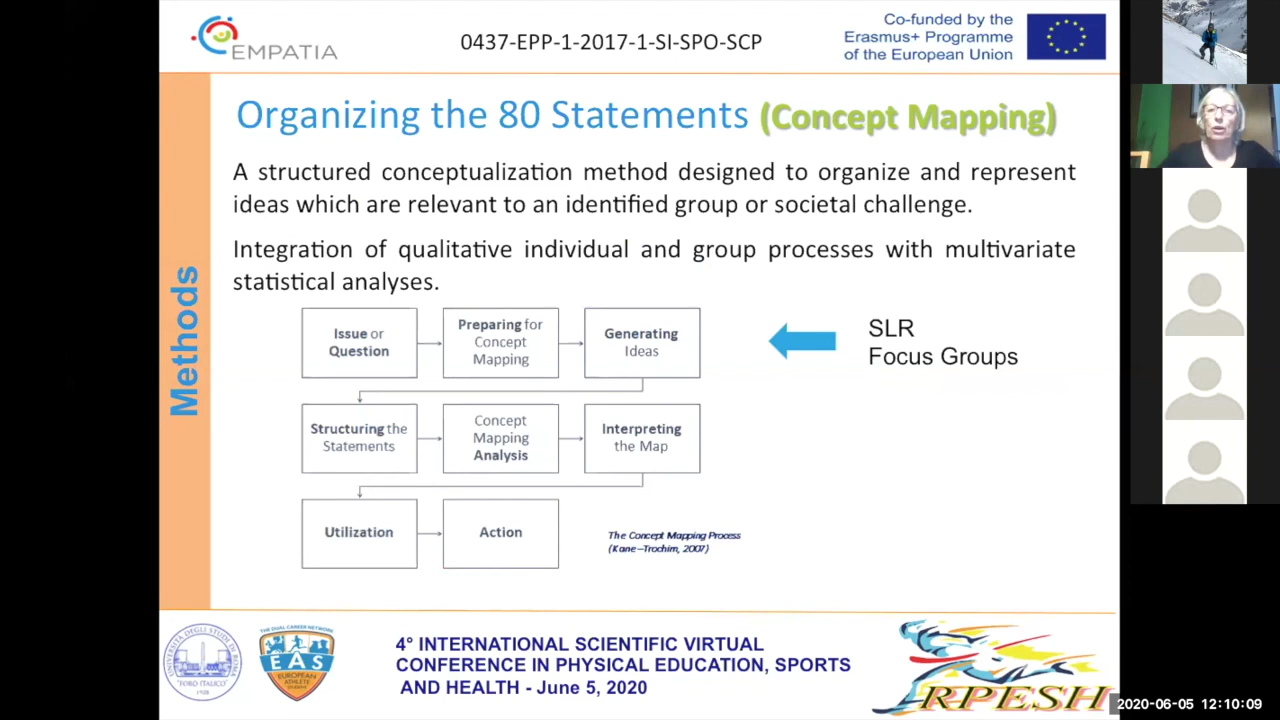 EMPATIA
0437-EPP-1-2017-1-SI-SPO-SCP
Co-funded by the
Erasmus+ Programme
of the European Union
Organizing the 80 Statements (Concept Mapping)
A structured conceptualization method designed to organize and represent
ideas which are relevant to an identified group or societal challenge.
Integration of qualitative individual and group processes with multivariate
statistical analyses.
Methods
Issue or
Question
Preparing for
Concept
Mapping
Generating
Ideas
SLR
Focus Groups
Structuring the
Statements
Concept
Mapping
Analysis
Interpreting
the Map
Utilization
Action
The Concept Mapping Process
(Kane–Trochim, 2007)
THE DUAL CAREER NETWORK
EAS
EUROPEAN
ATHLETE
STUDENT
"FORO ITALICO"
4° INTERNATIONAL SCIENTIFIC VIRTUAL
CONFERENCE IN PHYSICAL EDUCATION, SPORTS
AND HEALTH - June 5, 2020
RPESH
2020-06-05 12:10:09